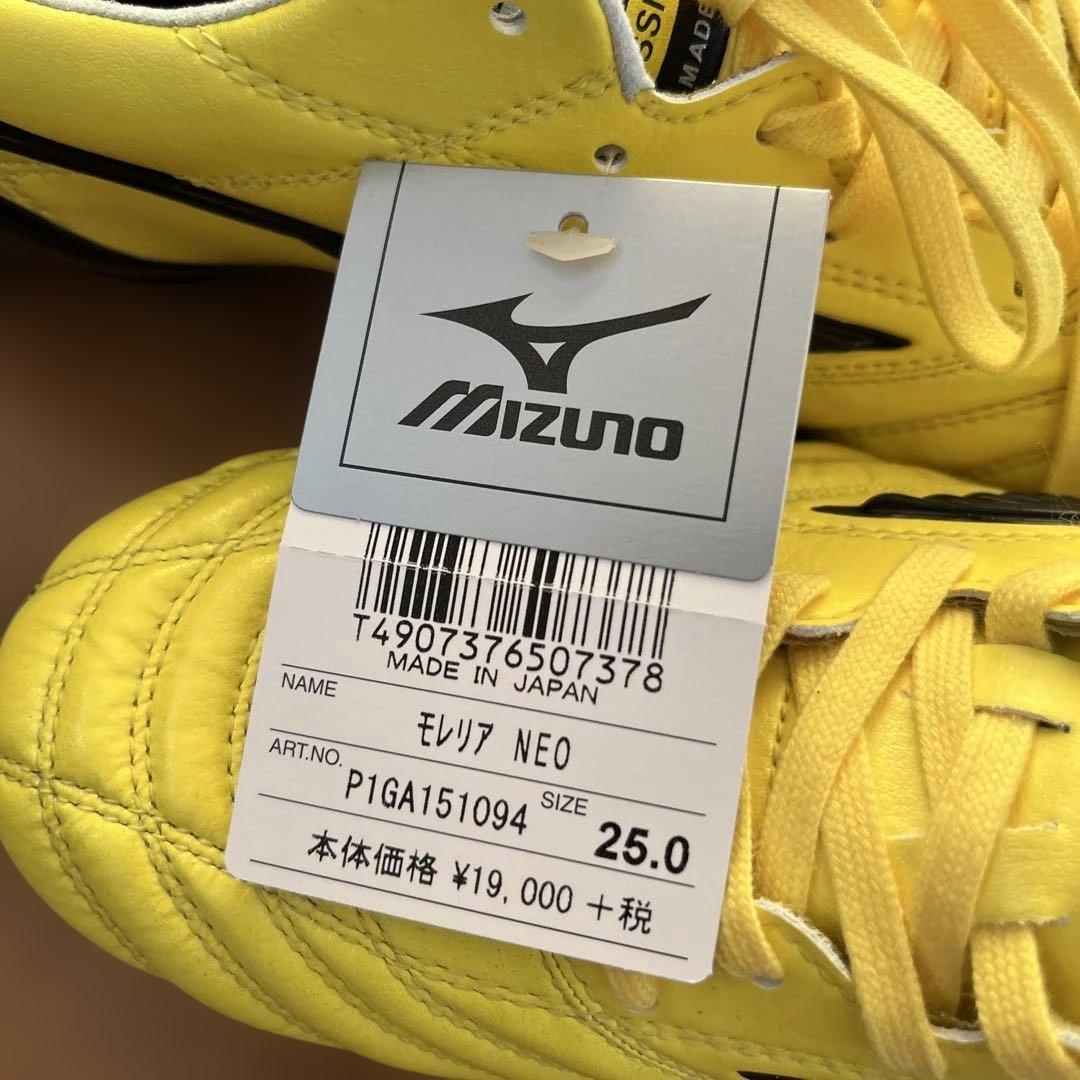 SSI
MADE
MIZUNO
T4907376507378
MADE IN JAPAN
NAME
ﾓﾚﾘｱ NEO
ART.NO.
P1GA151094
SIZE
25.0
本体価格 ¥19,000 +税